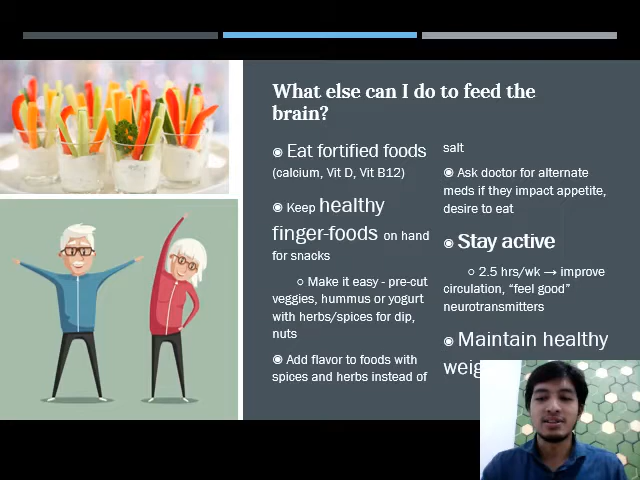 What else can I do to feed the
brain?
Eat fortified foods
(calcium, Vit D, Vit B12)
Keep healthy
finger-foods on hand
for snacks
Make it easy - pre-cut
veggies, hummus or yogurt
with herbs/spices for dip,
nuts
Add flavor to foods with
spices and herbs instead of
salt
Ask doctor for alternate
meds if they impact appetite,
desire to eat
Stay active
2.5 hrs/wk → improve
circulation, “feel good”
neurotransmitters
Maintain healthy